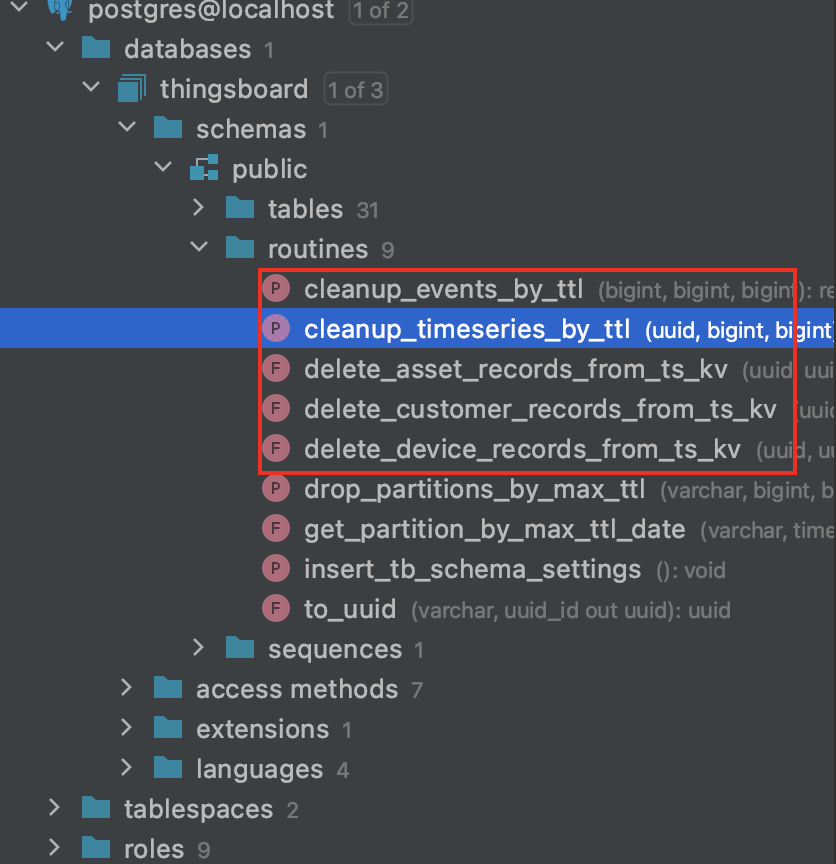 postgres@localhost 1 of 2
databases 1
thingsboard 1 of 3
schemas 1
public
tables 31
routines 9
P cleanup_events_by_ttl (bigint, bigint, bigint): re
P cleanup_timeseries_by_ttl (uuid, bigint, bigint)
F delete_asset_records_from_ts_kv (uuid, uui
F delete_customer_records_from_ts_kv (uuid
F delete_device_records_from_ts_kv (uuid, uu
P drop_partitions_by_max_ttl (varchar, bigint, b
F get_partition_by_max_ttl_date (varchar, time
P insert_tb_schema_settings (): void
F to_uuid (varchar, uuid_id out uuid): uuid
sequences 1
access methods 7
extensions 1
languages 4
tablespaces 2
roles 9